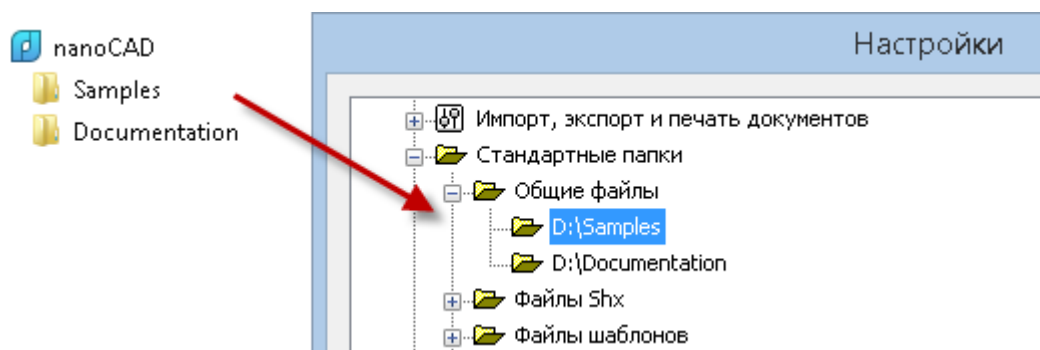 nanoCAD
Samples
Documentation
Настройки
Импорт, экспорт и печать документов
Стандартные папки
Общие файлы
D:\Samples
D:\Documentation
Файлы Shx
Файлы шаблонов